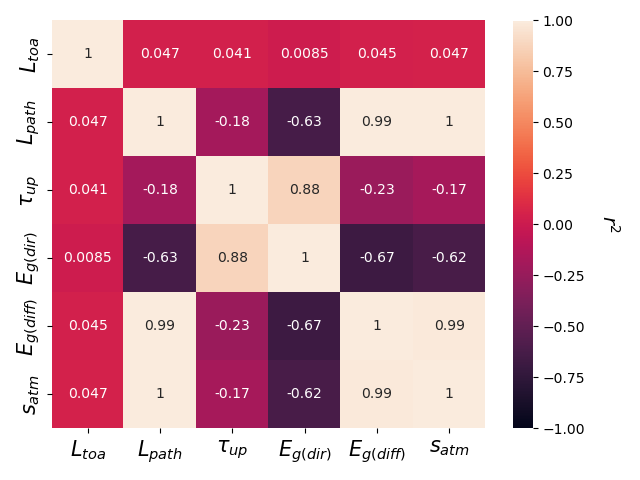 L_toa 1 0.047 0.041 0.0085 0.045 0.047
L_path 0.047 1 -0.18 -0.63 0.99 1
τ_up 0.041 -0.18 1 0.88 -0.23 -0.17
E_g(dir) 0.0085 -0.63 0.88 1 -0.67 -0.62
E_g(diff) 0.045 0.99 -0.23 -0.67 1 0.99
s_atm 0.047 1 -0.17 -0.62 0.99 1
L_toa L_path τ_up E_g(dir) E_g(diff) s_atm
1.00
0.75
0.50
0.25
0.00
−0.25
−0.50
−0.75
−1.00
r²